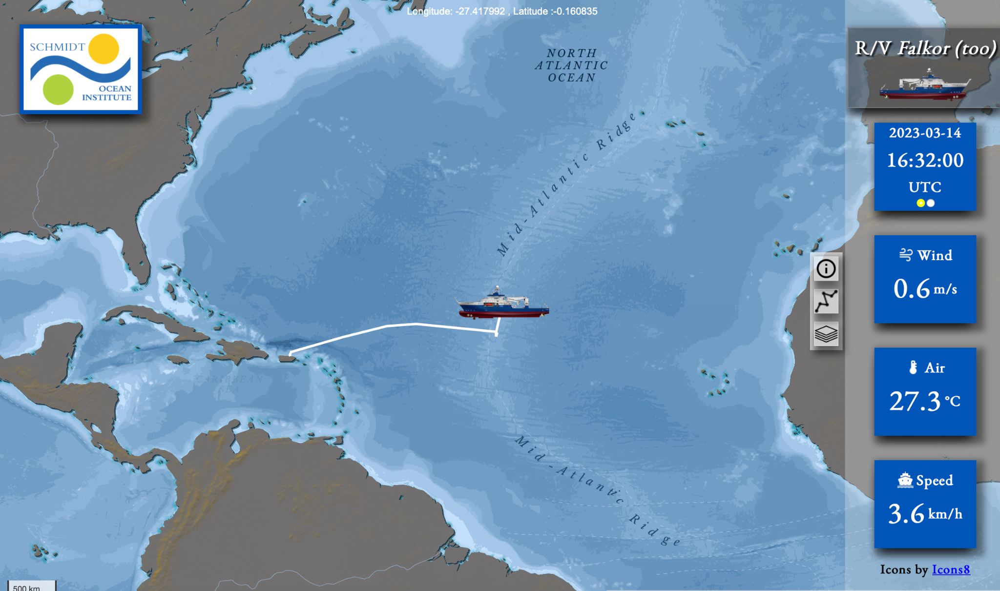 Longitude: -27.417992 , Latitude :-0.160835
SCHMIDT
OCEAN
INSTITUTE
NORTH
ATLANTIC
OCEAN
Mid-Atlantic Ridge
SARGASSO
SEA
CARIBBEAN
SEA
Mid-Atlantic Ridge
500 km
R/V Falkor (too)
2023-03-14
16:32:00
UTC
Wind
0.6 m/s
Air
27.3 °C
Speed
3.6 km/h
Icons by Icons8